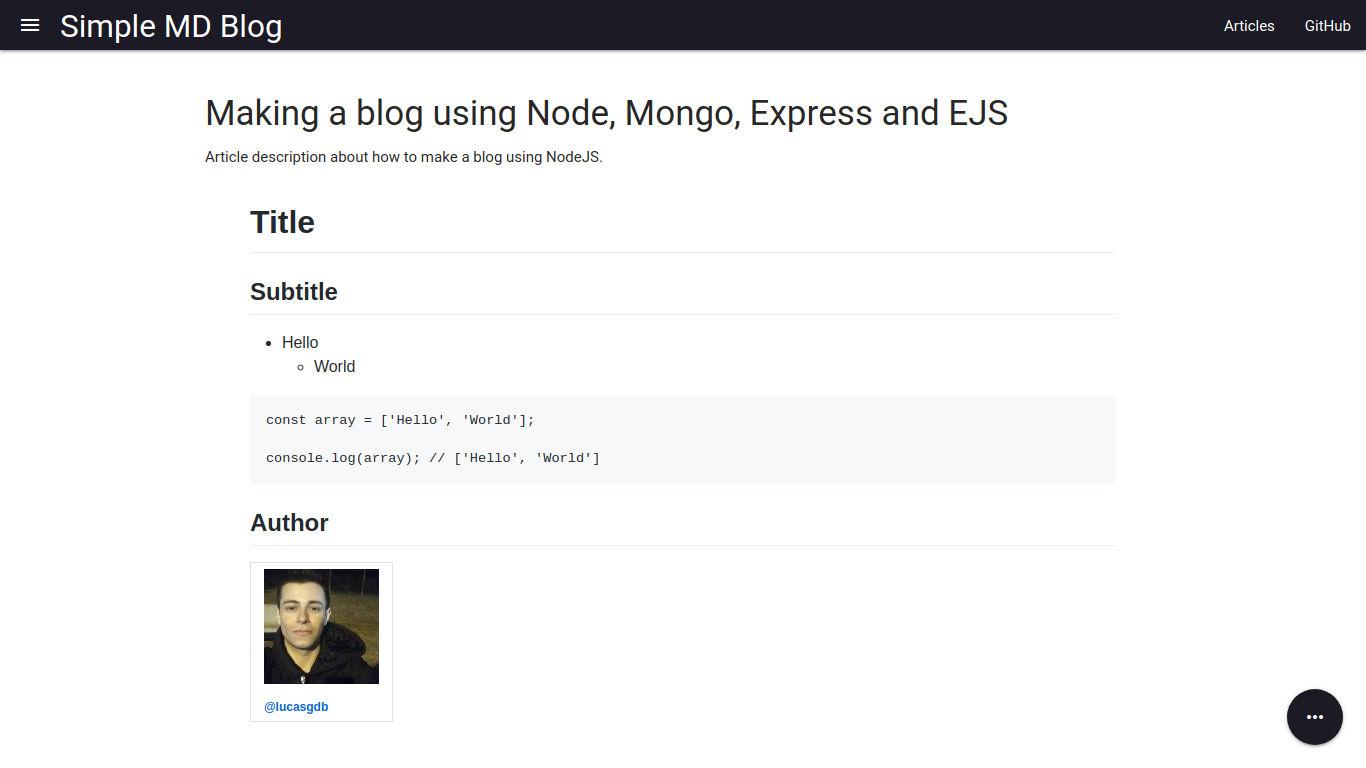 Simple MD Blog
Articles
GitHub
Making a blog using Node, Mongo, Express and EJS
Article description about how to make a blog using NodeJS.
Title
Subtitle
Hello
World
const array = ['Hello', 'World'];
console.log(array); // ['Hello', 'World']
Author
@lucasgdb